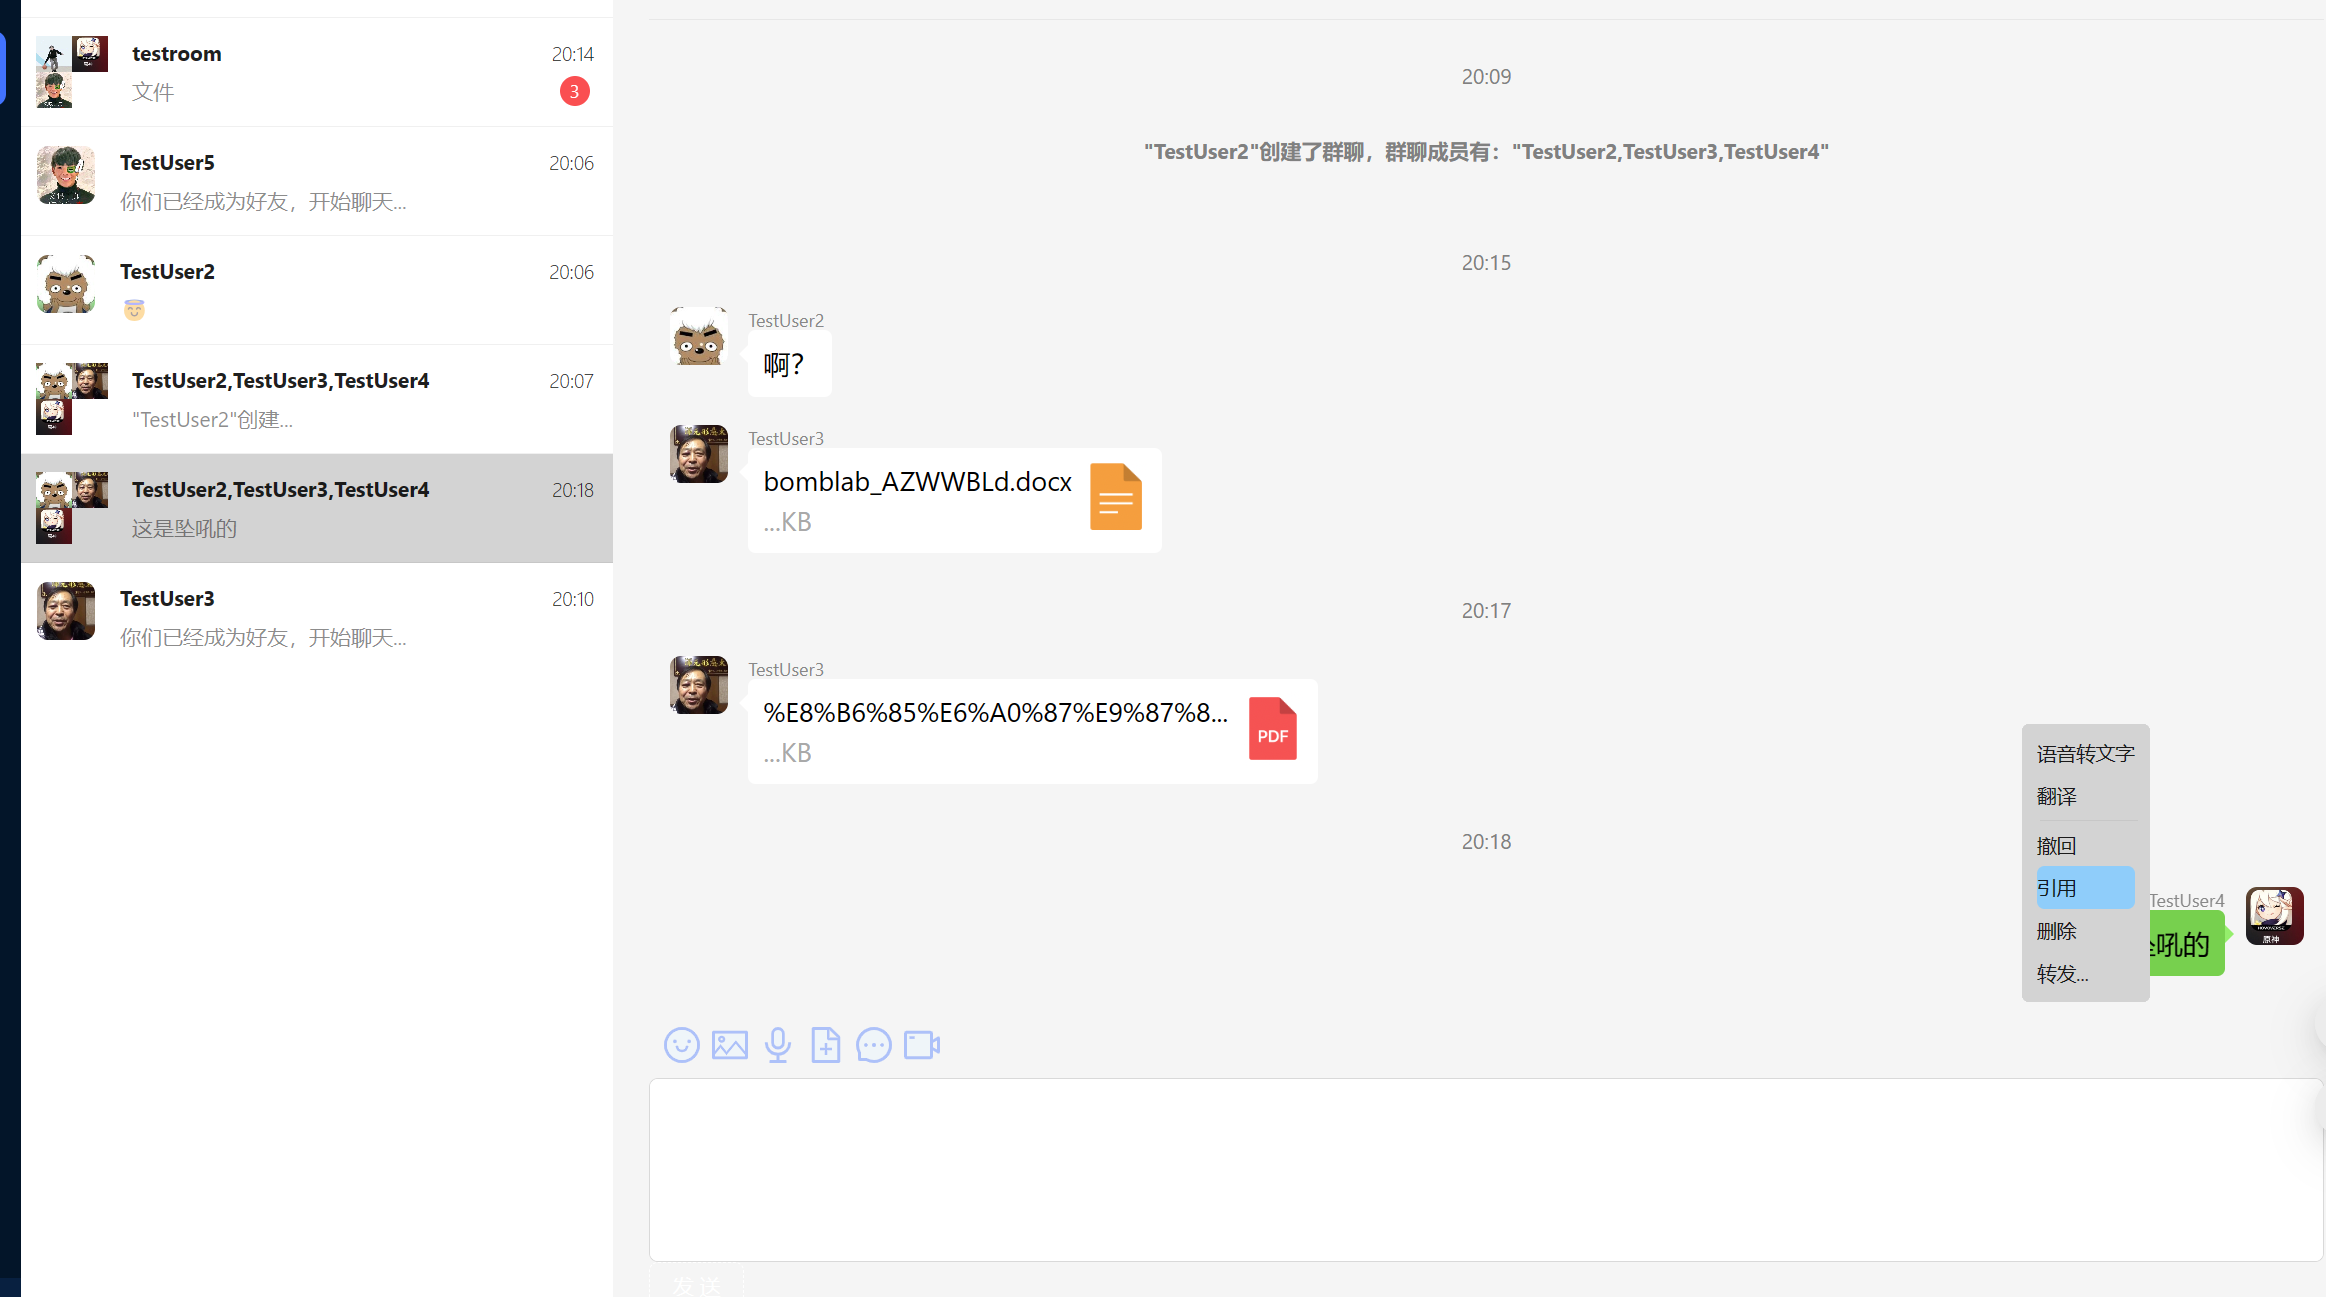 testroom
20:14
文件
3
TestUser5
20:06
你们已经成为好友，开始聊天...
TestUser2
20:06
TestUser2,TestUser3,TestUser4
20:07
"TestUser2"创建...
TestUser2,TestUser3,TestUser4
20:18
这是坠吼的
TestUser3
20:10
你们已经成为好友，开始聊天...
20:09
"TestUser2"创建了群聊，群聊成员有："TestUser2,TestUser3,TestUser4"
20:15
TestUser2
啊？
TestUser3
bomblab_AZWWBLd.docx
...KB
20:17
TestUser3
%E8%B6%85%E6%A0%87%E9%87%8...
...KB
PDF
20:18
语音转文字
翻译
撤回
引用
删除
转发...
TestUser4
吼的
原神
发 送